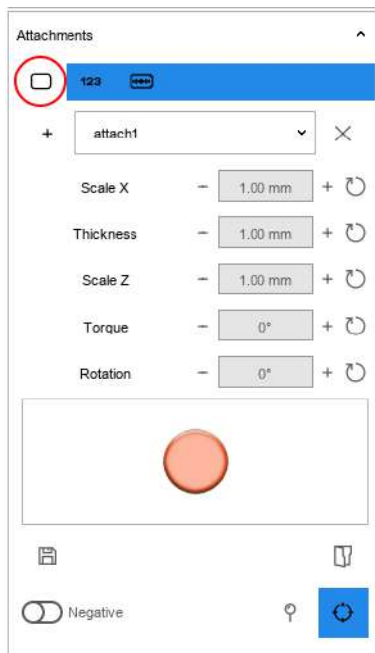 Attachments
123
attach1
Scale X − 1.00 mm +
Thickness − 1.00 mm +
Scale Z − 1.00 mm +
Torque − 0° +
Rotation − 0° +
Negative